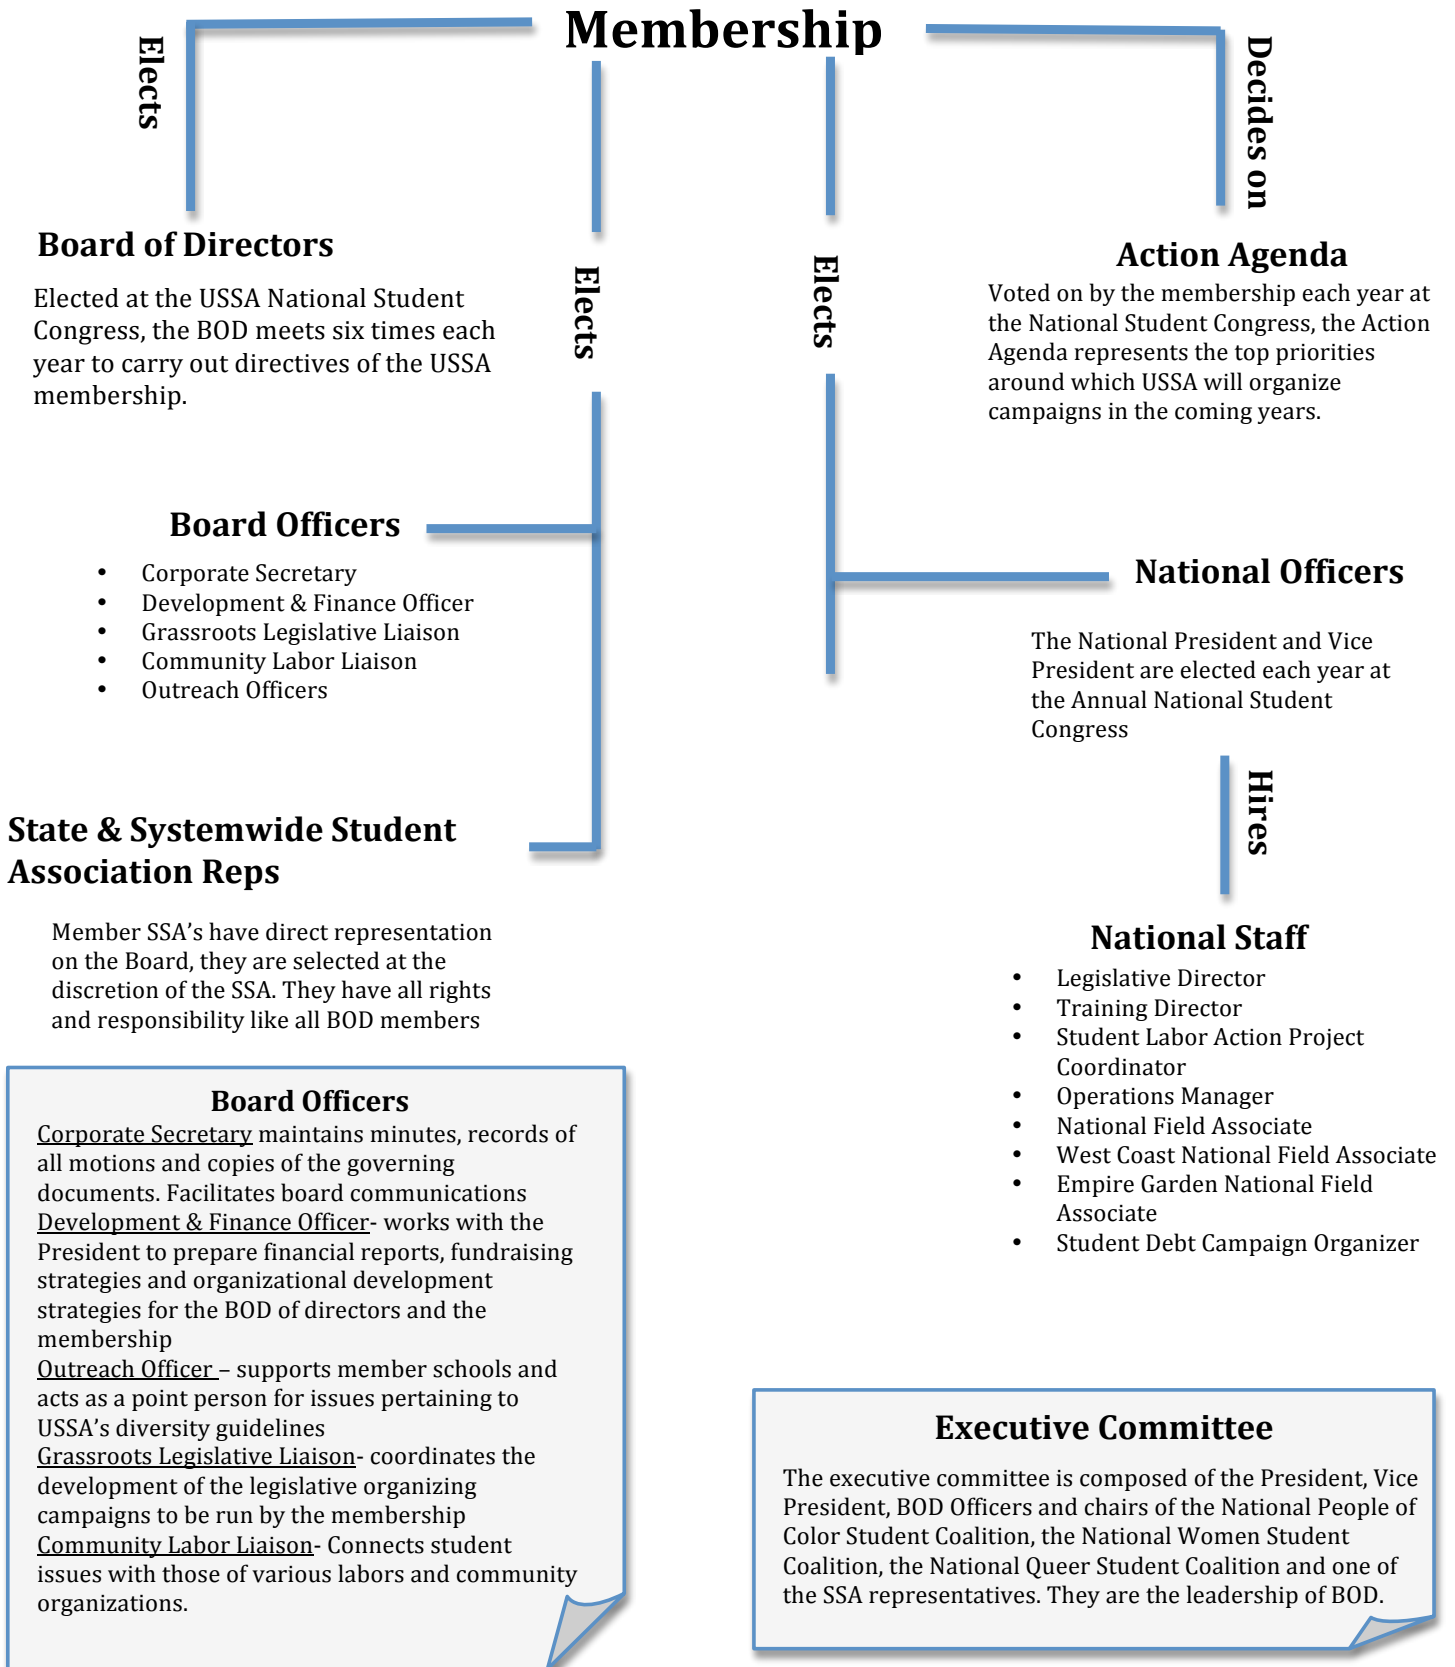 Membership
Elects
Decides on
Board of Directors
Elected at the USSA National Student
Congress, the BOD meets six times each
year to carry out directives of the USSA
membership.
Elects
Elects
Action Agenda
Voted on by the membership each year at
the National Student Congress, the Action
Agenda represents the top priorities
around which USSA will organize
campaigns in the coming years.
Board Officers
• Corporate Secretary
• Development & Finance Officer
• Grassroots Legislative Liaison
• Community Labor Liaison
• Outreach Officers
National Officers
The National President and Vice
President are elected each year at
the Annual National Student
Congress
Hires
State & Systemwide Student
Association Reps
Member SSA’s have direct representation
on the Board, they are selected at the
discretion of the SSA. They have all rights
and responsibility like all BOD members
National Staff
• Legislative Director
• Training Director
• Student Labor Action Project
Coordinator
• Operations Manager
• National Field Associate
• West Coast National Field Associate
• Empire Garden National Field
Associate
• Student Debt Campaign Organizer
Board Officers
Corporate Secretary maintains minutes, records of
all motions and copies of the governing
documents. Facilitates board communications
Development & Finance Officer- works with the
President to prepare financial reports, fundraising
strategies and organizational development
strategies for the BOD of directors and the
membership
Outreach Officer – supports member schools and
acts as a point person for issues pertaining to
USSA’s diversity guidelines
Grassroots Legislative Liaison- coordinates the
development of the legislative organizing
campaigns to be run by the membership
Community Labor Liaison- Connects student
issues with those of various labors and community
organizations.
Executive Committee
The executive committee is composed of the President, Vice
President, BOD Officers and chairs of the National People of
Color Student Coalition, the National Women Student
Coalition, the National Queer Student Coalition and one of
the SSA representatives. They are the leadership of BOD.